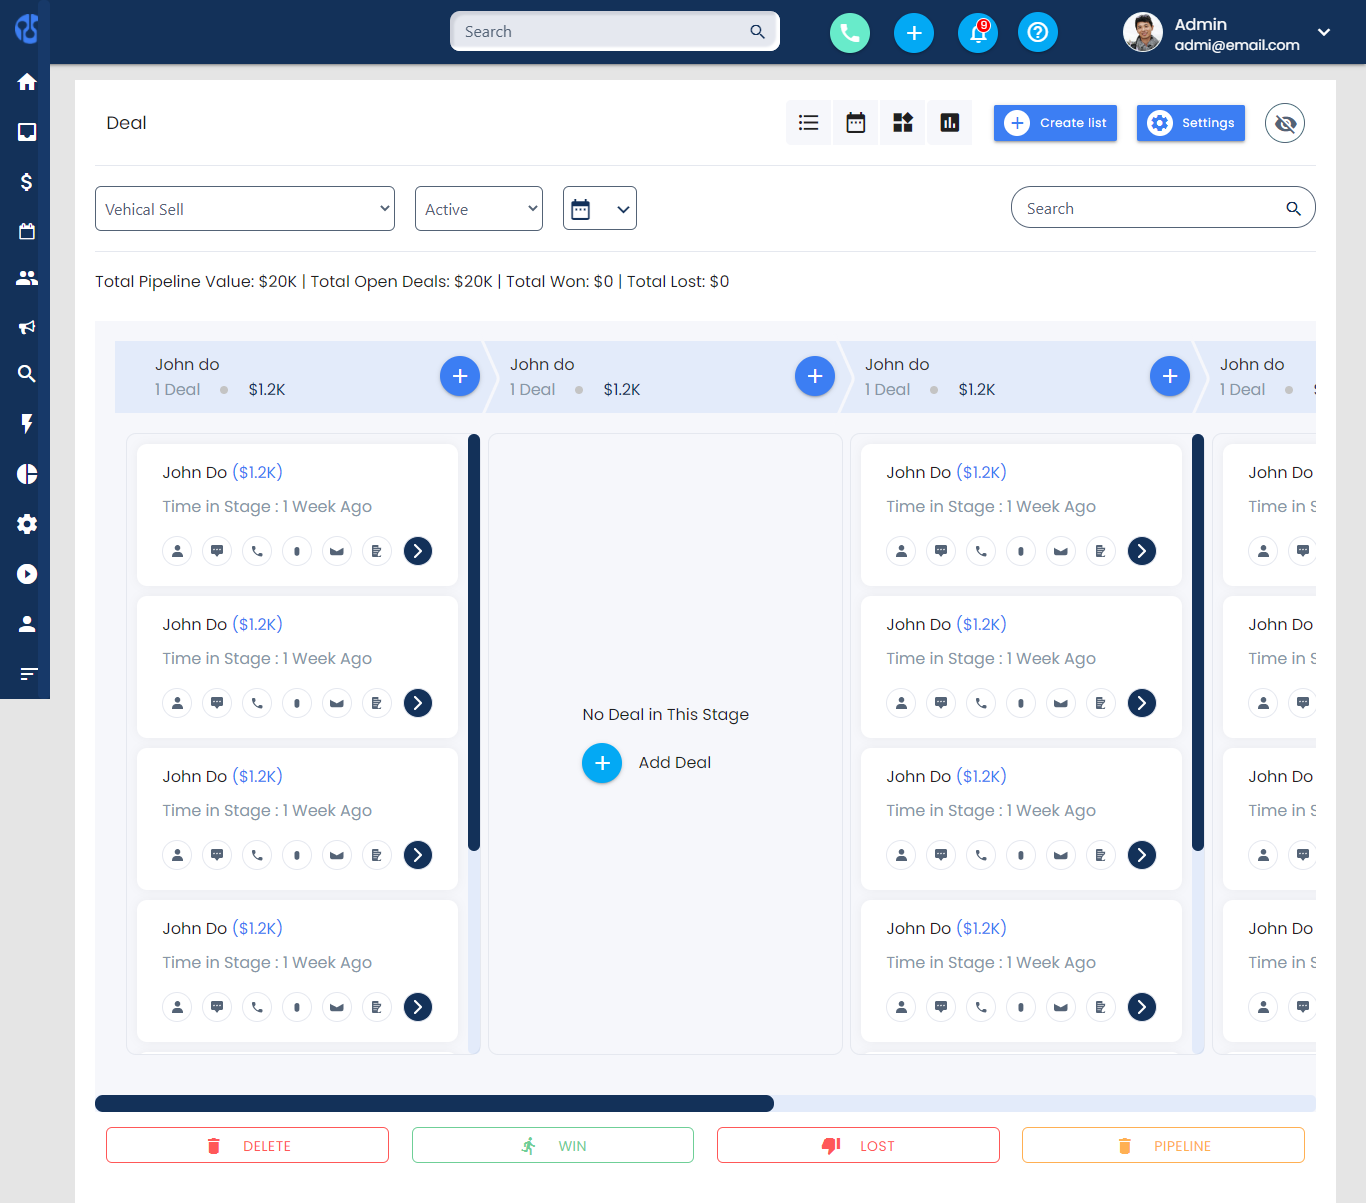 Search
9
Admin
admi@email.com
Deal
Create list
Settings
Vehical Sell
Active
Search
Total Pipeline Value: $20K | Total Open Deals: $20K | Total Won: $0 | Total Lost: $0
John do
1 Deal $1.2K
John do
1 Deal $1.2K
John do
1 Deal $1.2K
John do
1 Deal $
John Do ($1.2K)
Time in Stage : 1 Week Ago
John Do ($1.2K)
Time in Stage : 1 Week Ago
John Do ($1.2K)
Time in Stage : 1 Week Ago
John Do ($1.2K)
Time in Stage : 1 Week Ago
No Deal in This Stage
Add Deal
John Do ($1.2K)
Time in Stage : 1 Week Ago
John Do ($1.2K)
Time in Stage : 1 Week Ago
John Do ($1.2K)
Time in Stage : 1 Week Ago
John Do ($1.2K)
Time in Stage : 1 Week Ago
John Do
Time in S
John Do
Time in S
John Do
Time in S
John Do
Time in S
DELETE
WIN
LOST
PIPELINE